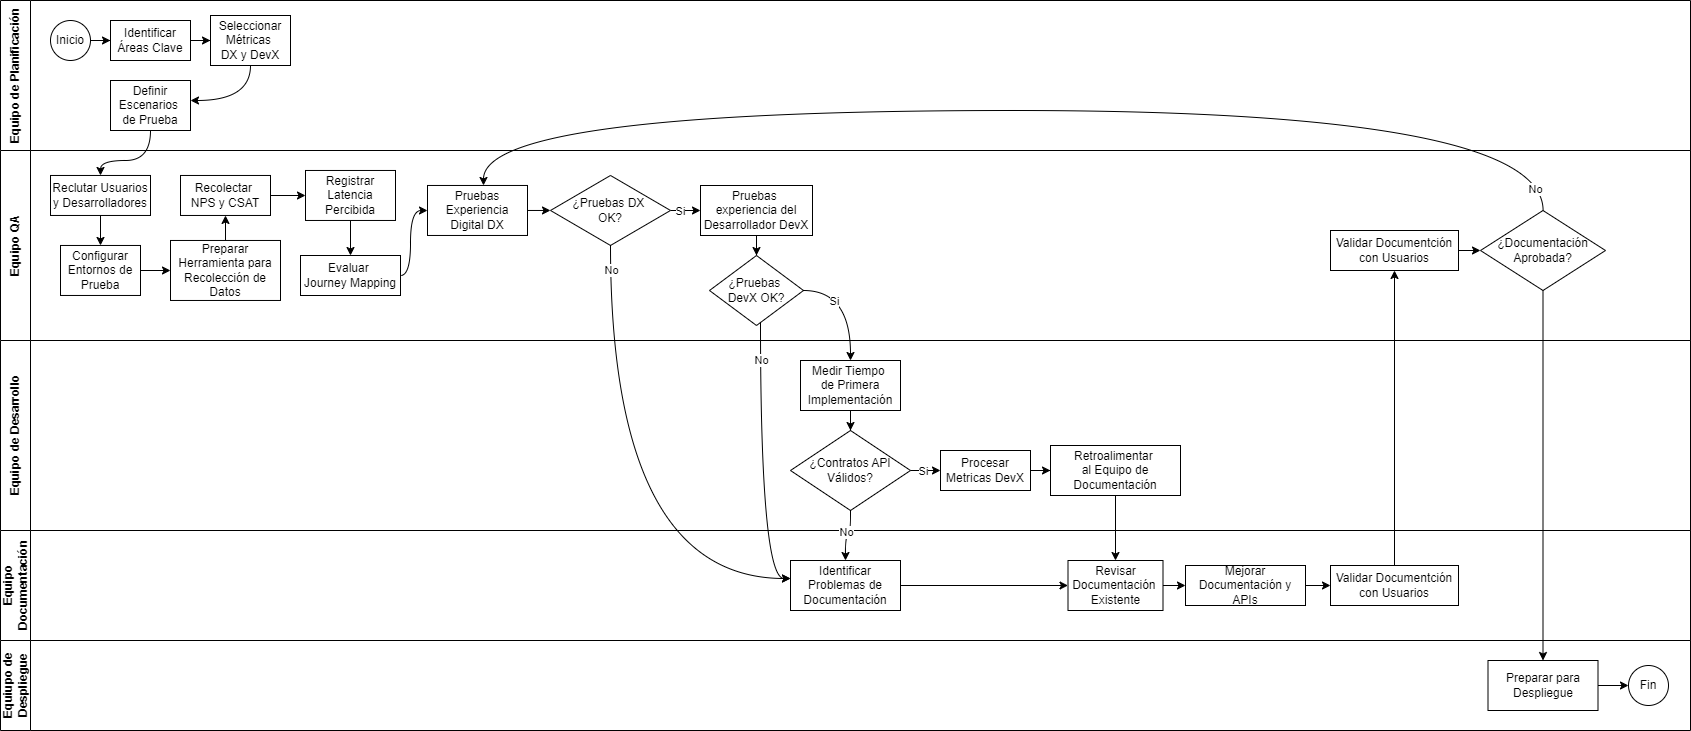 Equipo de Planificación
Inicio
Identificar
Áreas Clave
Seleccionar
Métricas
DX y DevX
Definir
Escenarios
de Prueba
Equipo QA
Reclutar Usuarios
y Desarrolladores
Configurar
Entornos de
Prueba
Preparar
Herramienta para
Recolección de
Datos
Recolectar
NPS y CSAT
Registrar
Latencia
Percibida
Evaluar
Journey Mapping
Pruebas
Experiencia
Digital DX
¿Pruebas DX
OK?
Si
No
Pruebas
experiencia del
Desarrollador DevX
¿Pruebas
DevX OK?
Si
No
Validar Documentción
con Usuarios
¿Documentación
Aprobada?
No
Equipo de Desarrollo
Medir Tiempo
de Primera
Implementación
¿Contratos API
Válidos?
Si
No
Procesar
Metricas DevX
Retroalimentar
al Equipo de
Documentación
Equipo
Documentación
Identificar
Problemas de
Documentación
Revisar
Documentación
Existente
Mejorar
Documentación y
APIs
Validar Documentción
con Usuarios
Equiupo de
Despliegue
Preparar para
Despliegue
Fin